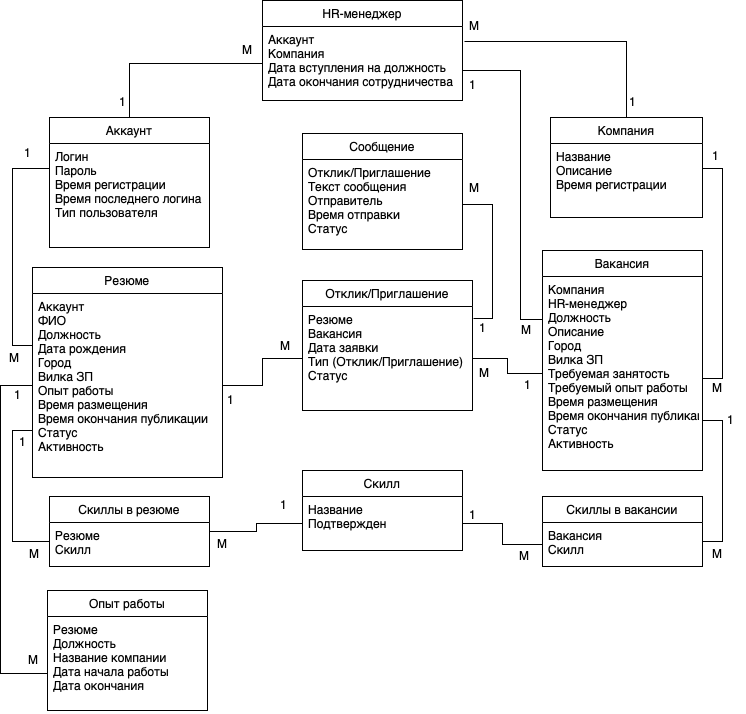 HR-менеджер
Аккаунт
Компания
Дата вступления на должность
Дата окончания сотрудничества
М
М
1
1
1
Аккаунт
Логин
Пароль
Время регистрации
Время последнего логина
Тип пользователя
1
Сообщение
Отклик/Приглашение
Текст сообщения
Отправитель
Время отправки
Статус
М
Компания
Название
Описание
Время регистрации
1
Резюме
Аккаунт
ФИО
Должность
Дата рождения
Город
Вилка ЗП
Опыт работы
Время размещения
Время окончания публикации
Статус
Активность
М
1
1
1
Отклик/Приглашение
Резюме
Вакансия
Дата заявки
Тип (Отклик/Приглашение)
Статус
М
1
М
Вакансия
Компания
HR-менеджер
Должность
Описание
Город
Вилка ЗП
Требуемая занятость
Требуемый опыт работы
Время размещения
Время окончания публика
Статус
Активность
М
1
М
1
Скиллы в резюме
Резюме
Скилл
М
М
Скилл
Название
Подтвержден
1
1
Скиллы в вакансии
Вакансия
Скилл
М
М
Опыт работы
Резюме
Должность
Название компании
Дата начала работы
Дата окончания
М